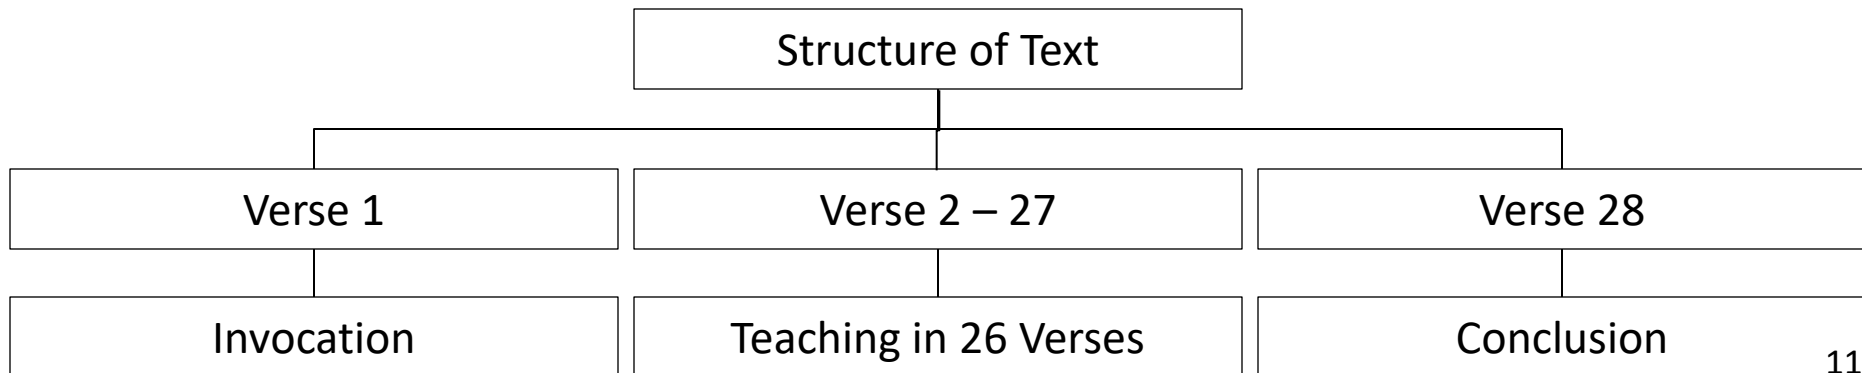 Structure of Text
Verse 1
Verse 2 – 27
Verse 28
Invocation
Teaching in 26 Verses
Conclusion
11